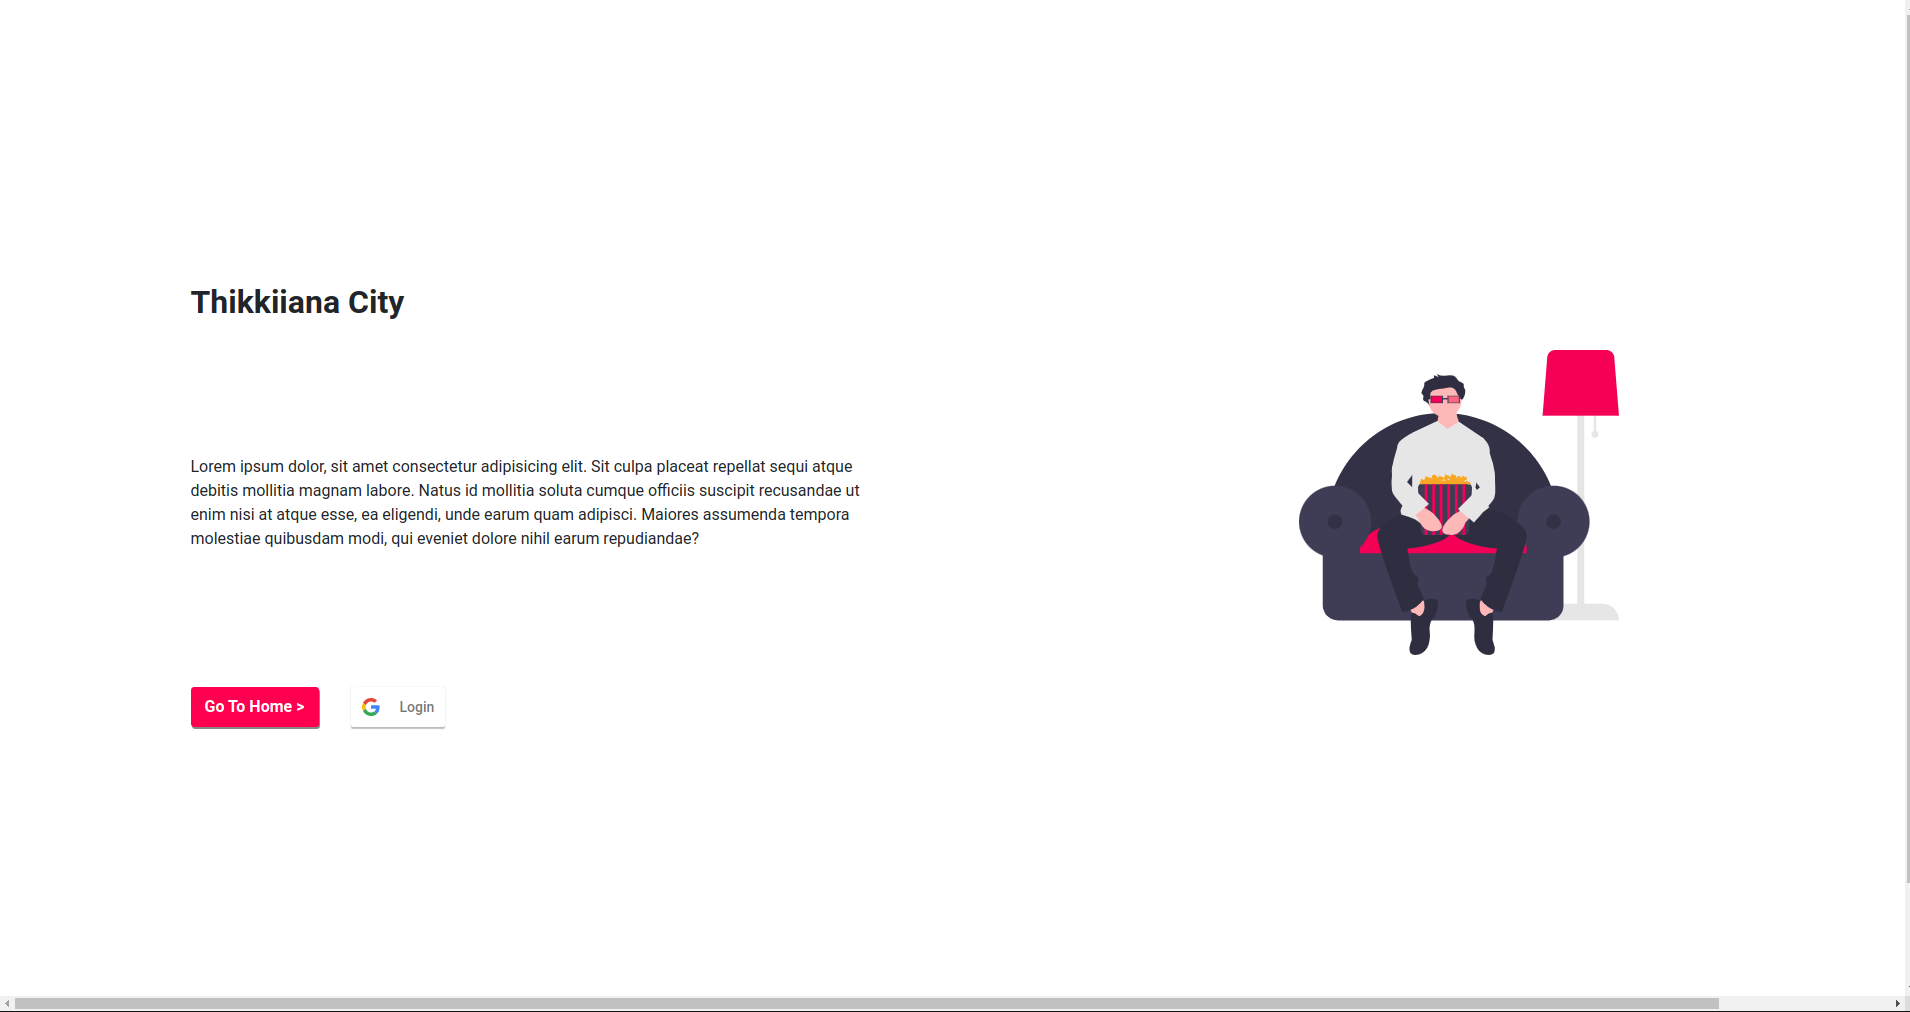 Thikkiiana City
Lorem ipsum dolor, sit amet consectetur adipisicing elit. Sit culpa placeat repellat sequi atque
debitis mollitia magnam labore. Natus id mollitia soluta cumque officiis suscipit recusandae ut
enim nisi at atque esse, ea eligendi, unde earum quam adipisci. Maiores assumenda tempora
molestiae quibusdam modi, qui eveniet dolore nihil earum repudiandae?
Go To Home >
Login